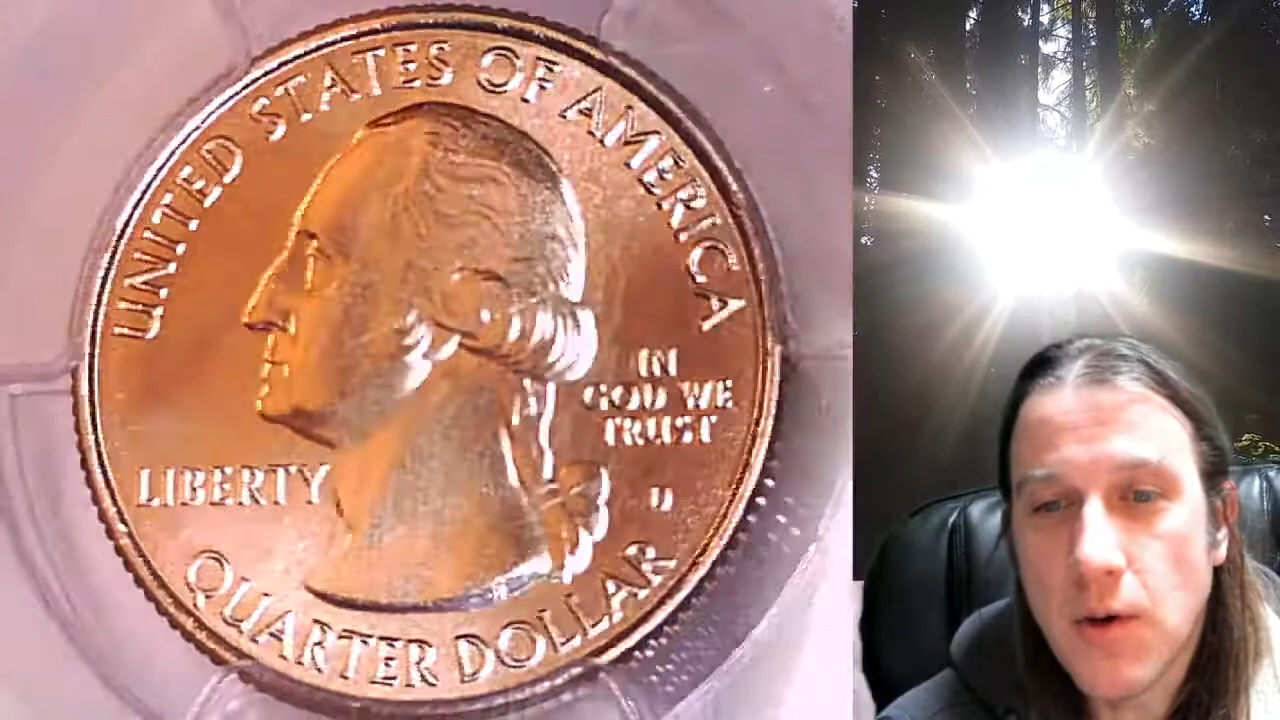 UNITED STATES OF AMERICA
IN
GOD WE
TRUST
LIBERTY
D
QUARTER DOLLAR